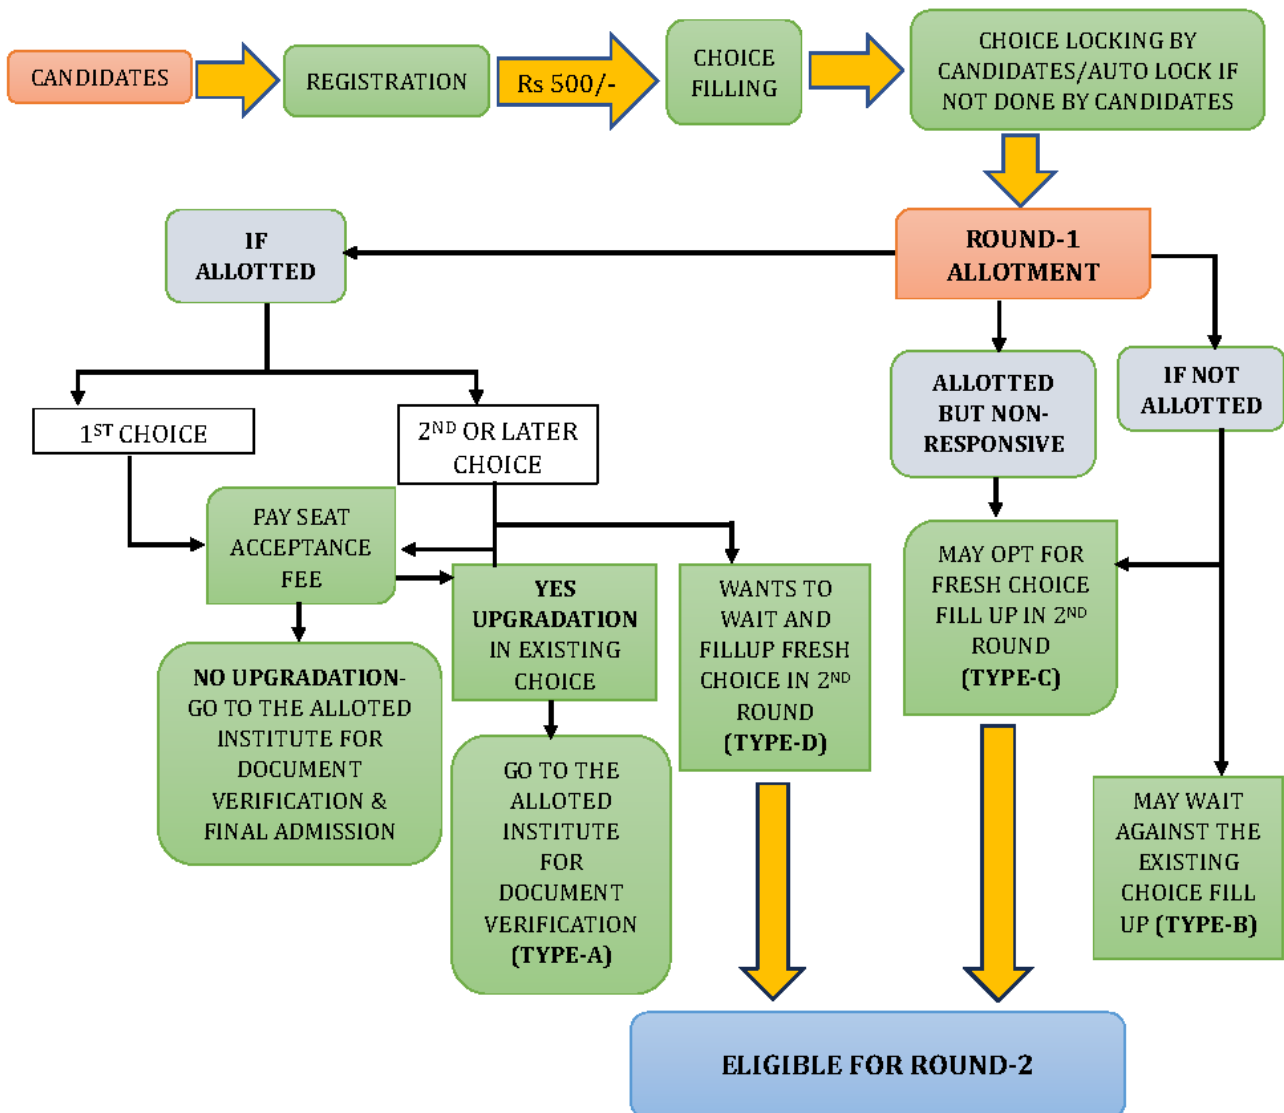 CANDIDATES
REGISTRATION
Rs 500/-
CHOICE
FILLING
CHOICE LOCKING BY
CANDIDATES/AUTO LOCK IF
NOT DONE BY CANDIDATES
ROUND-1
ALLOTMENT
IF
ALLOTTED
ALLOTTED
BUT NON-
RESPONSIVE
IF NOT
ALLOTTED
1ST CHOICE
2ND OR LATER
CHOICE
PAY SEAT
ACCEPTANCE
FEE
YES
UPGRADATION
IN EXISTING
CHOICE
WANTS TO
WAIT AND
FILLUP FRESH
CHOICE IN 2ND
ROUND
(TYPE-D)
MAY OPT FOR
FRESH CHOICE
FILL UP IN 2ND
ROUND
(TYPE-C)
NO UPGRADATION-
GO TO THE ALLOTED
INSTITUTE FOR
DOCUMENT
VERIFICATION &
FINAL ADMISSION
GO TO THE
ALLOTED
INSTITUTE
FOR
DOCUMENT
VERIFICATION
(TYPE-A)
MAY WAIT
AGAINST THE
EXISTING
CHOICE FILL
UP (TYPE-B)
ELIGIBLE FOR ROUND-2